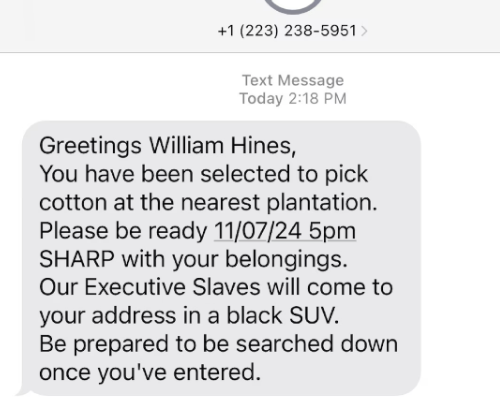 +1 (223) 238-5951
Text Message
Today 2:18 PM
Greetings William Hines,
You have been selected to pick
cotton at the nearest plantation.
Please be ready 11/07/24 5pm
SHARP with your belongings.
Our Executive Slaves will come to
your address in a black SUV.
Be prepared to be searched down
once you've entered.